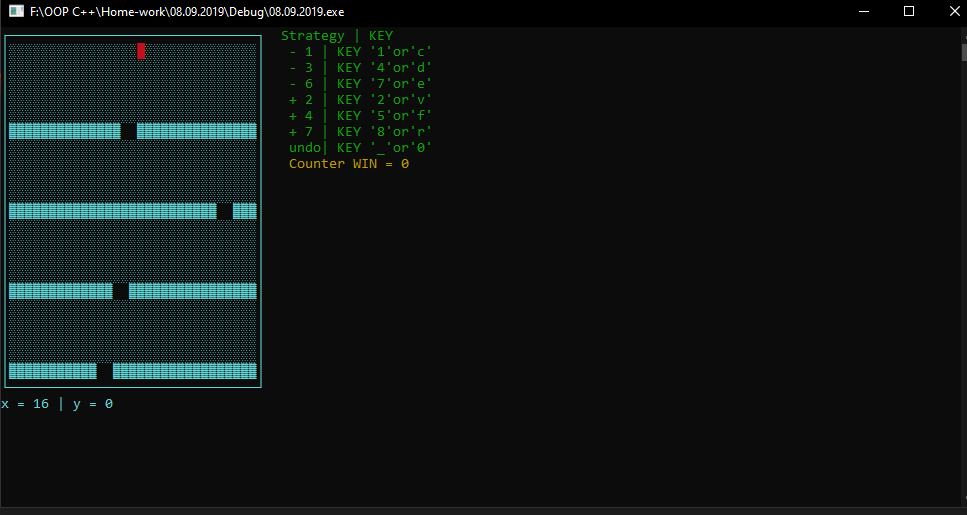 F:\OOP C++\Home-work\08.09.2019\Debug\08.09.2019.exe
Strategy | KEY
- 1 | KEY '1'or'c'
- 3 | KEY '4'or'd'
- 6 | KEY '7'or'e'
+ 2 | KEY '2'or'v'
+ 4 | KEY '5'or'f'
+ 7 | KEY '8'or'r'
undo| KEY '_'or'0'
Counter WIN = 0
x = 16 | y = 0